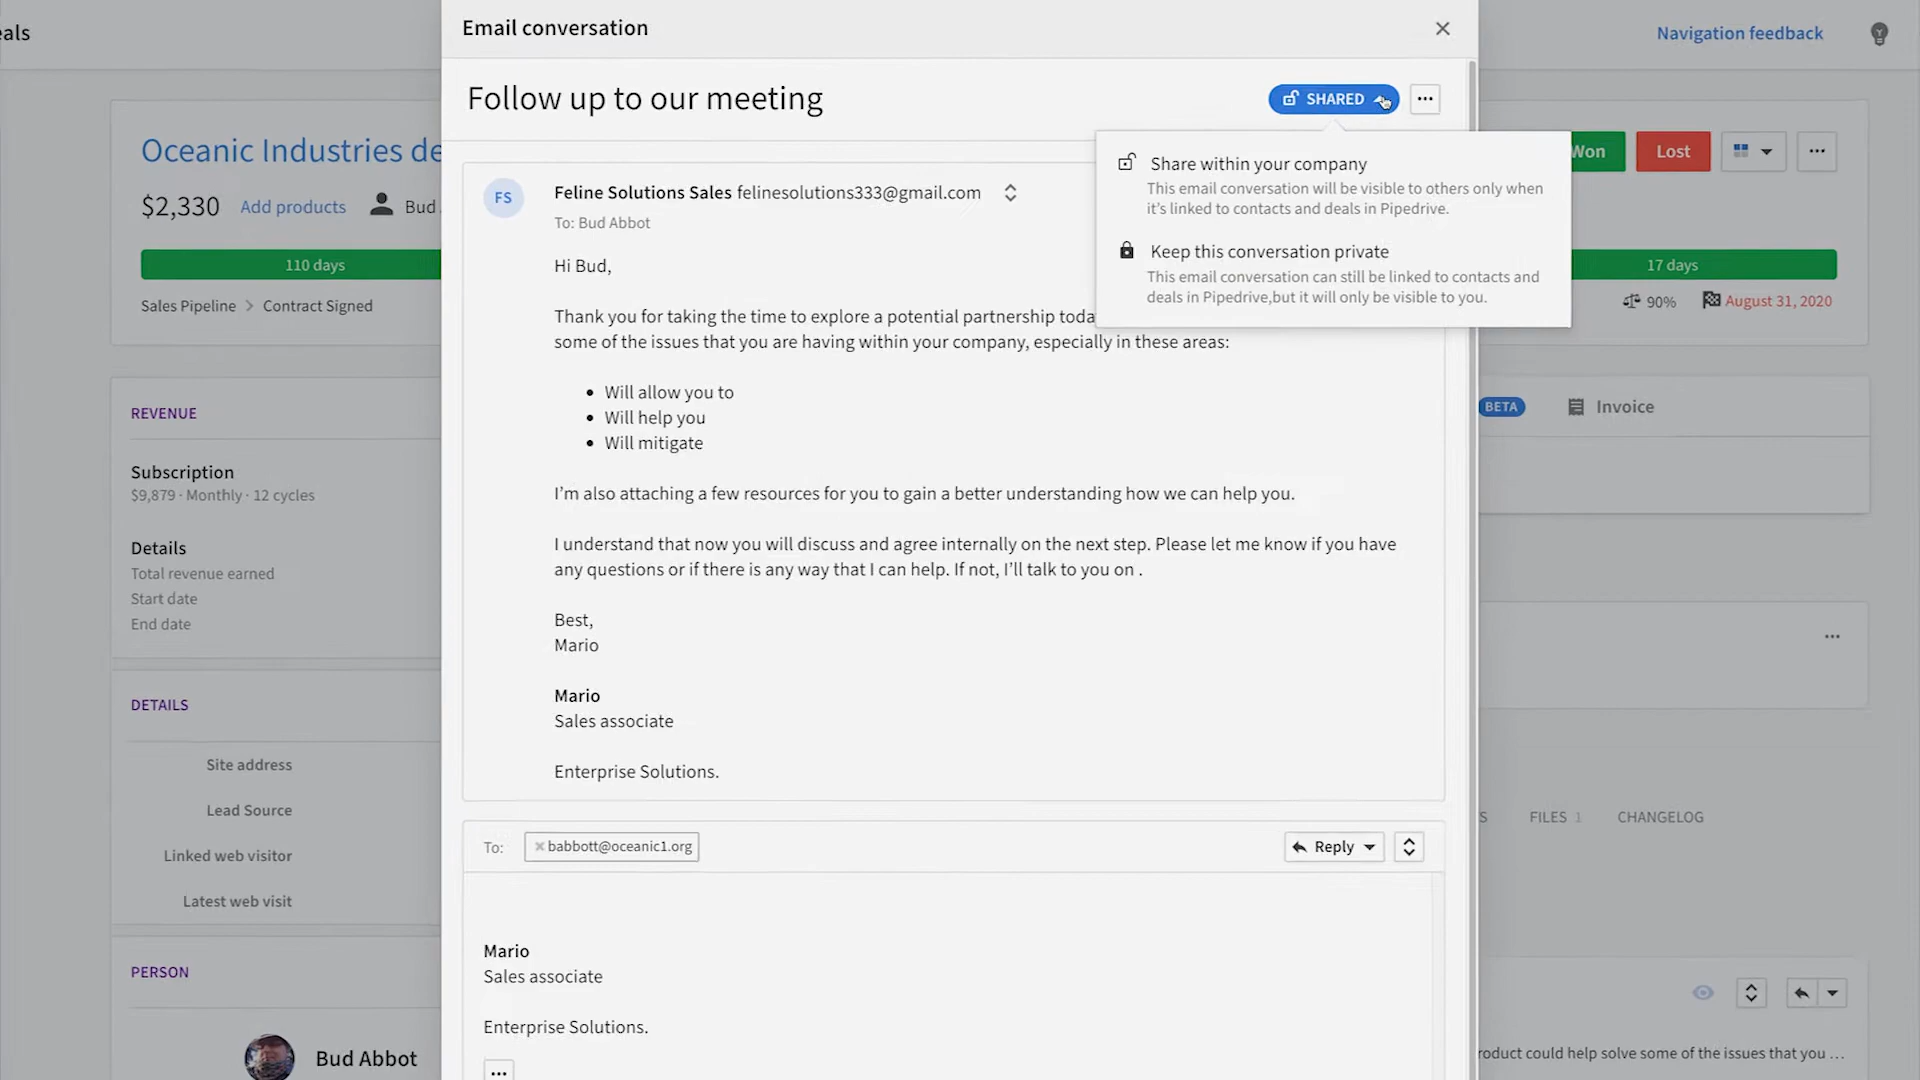 eals
Navigation feedback
Email conversation
Follow up to our meeting
SHARED
Share within your company
This email conversation will be visible to others only when
it's linked to contacts and deals in Pipedrive.
Keep this conversation private
This email conversation can still be linked to contacts and
deals in Pipedrive,but it will only be visible to you.
Oceanic Industries de
$2,330 Add products Bud
110 days
Sales Pipeline > Contract Signed
Won
Lost
17 days
90% August 31, 2020
BETA
Invoice
REVENUE
Subscription
$9,879 · Monthly · 12 cycles
Details
Total revenue earned
Start date
End date
DETAILS
Site address
Lead Source
Linked web visitor
Latest web visit
PERSON
Bud Abbot
FS
Feline Solutions Sales felinesolutions333@gmail.com
To: Bud Abbot
Hi Bud,
Thank you for taking the time to explore a potential partnership toda
some of the issues that you are having within your company, especially in these areas:
• Will allow you to
• Will help you
• Will mitigate
I'm also attaching a few resources for you to gain a better understanding how we can help you.
I understand that now you will discuss and agree internally on the next step. Please let me know if you have
any questions or if there is any way that I can help. If not, I'll talk to you on .
Best,
Mario
Mario
Sales associate
Enterprise Solutions.
To: babbott@oceanic1.org
Reply
Mario
Sales associate
Enterprise Solutions.
S FILES 1 CHANGELOG
roduct could help solve some of the issues that you ...